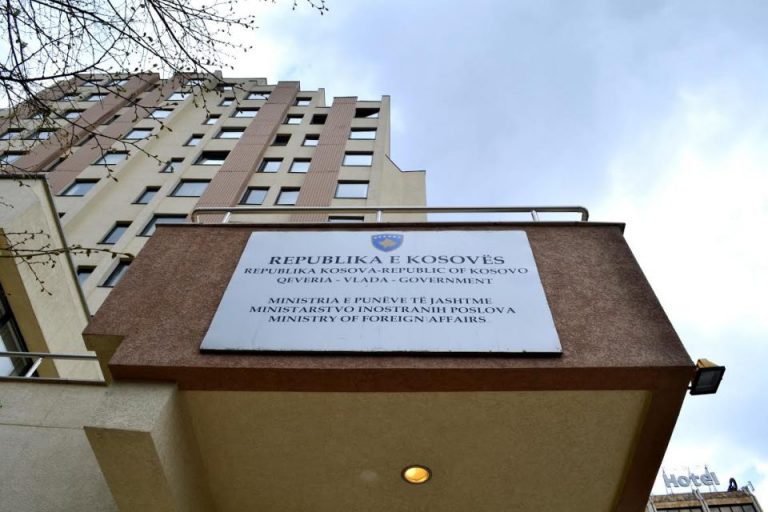 REPUBLIKA E KOSOVËS
REPUBLIKA KOSOVA-REPUBLIC OF KOSOVO
QEVERIA - VLADA - GOVERNMENT
MINISTRIA E PUNËVE TË JASHTME
MINISTARSTVO INOSTRANIH POSLOVA
MINISTRY OF FOREIGN AFFAIRS
Hotel